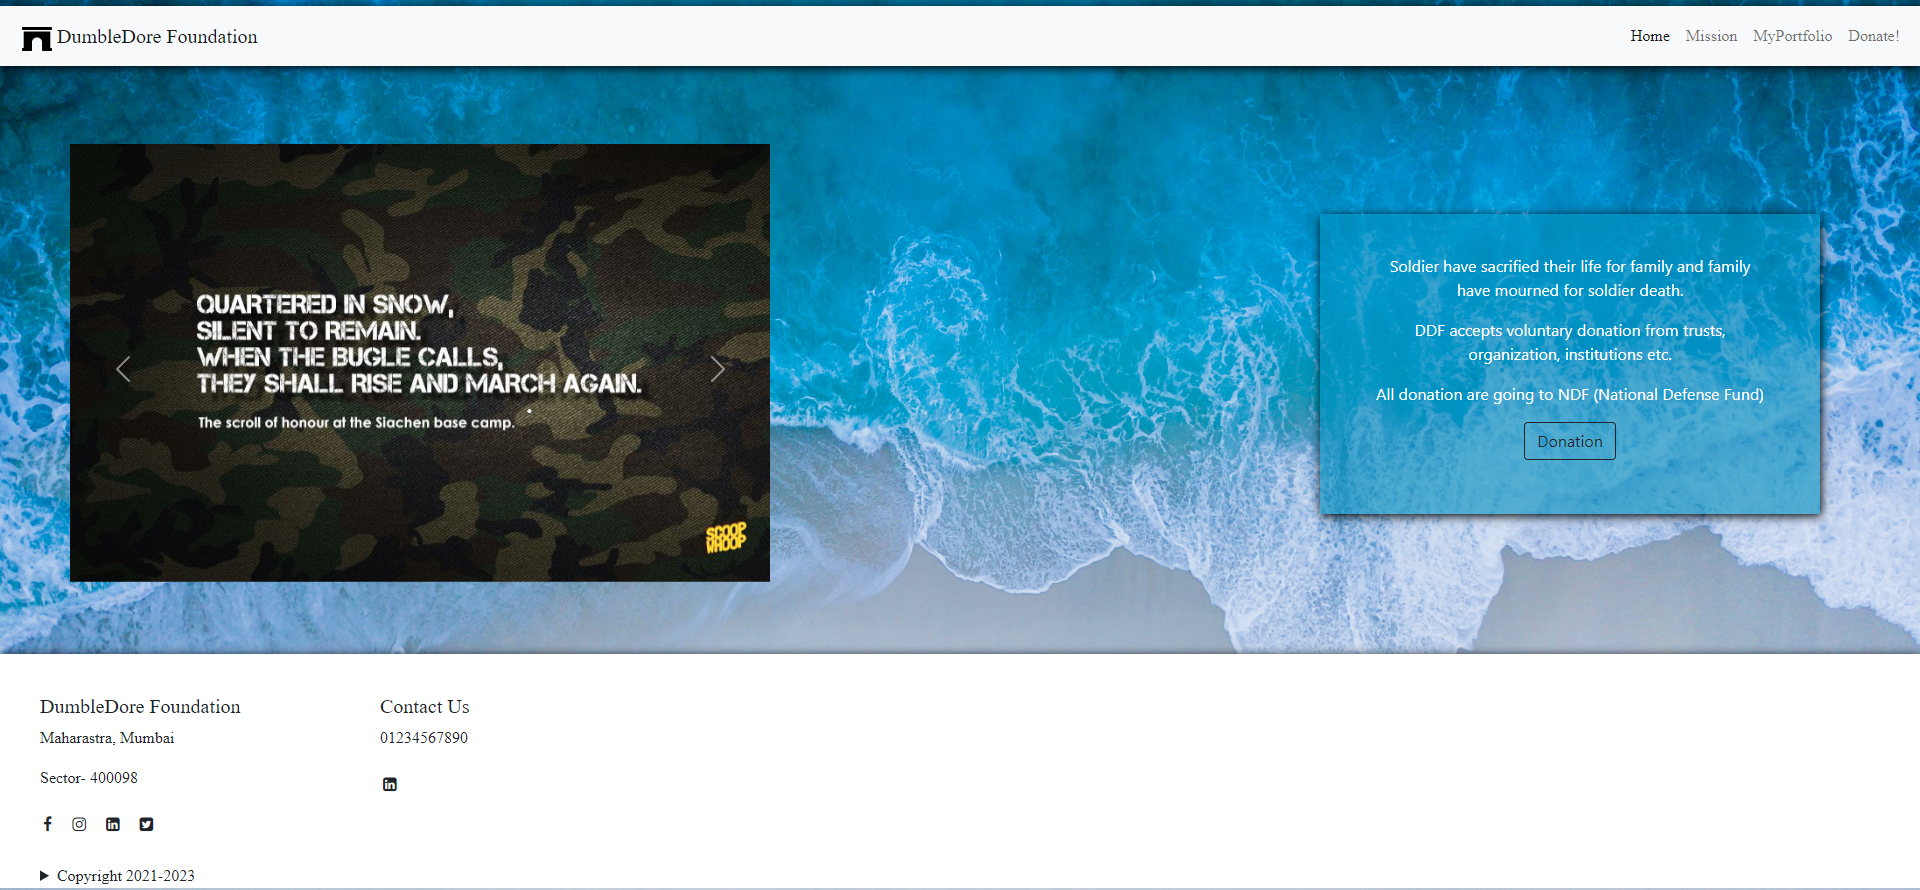 DumbleDore Foundation
Home Mission MyPortfolio Donate!
QUARTERED IN SNOW,
SILENT TO REMAIN.
WHEN THE BUGLE CALLS,
THEY SHALL RISE AND MARCH AGAIN.
The scroll of honour at the Siachen base camp.
SCOOP
WHOOP
Soldier have sacrified their life for family and family
have mourned for soldier death.
DDF accepts voluntary donation from trusts,
organization, institutions etc.
All donation are going to NDF (National Defense Fund)
Donation
DumbleDore Foundation
Maharastra, Mumbai
Sector- 400098
Contact Us
01234567890
Copyright 2021-2023